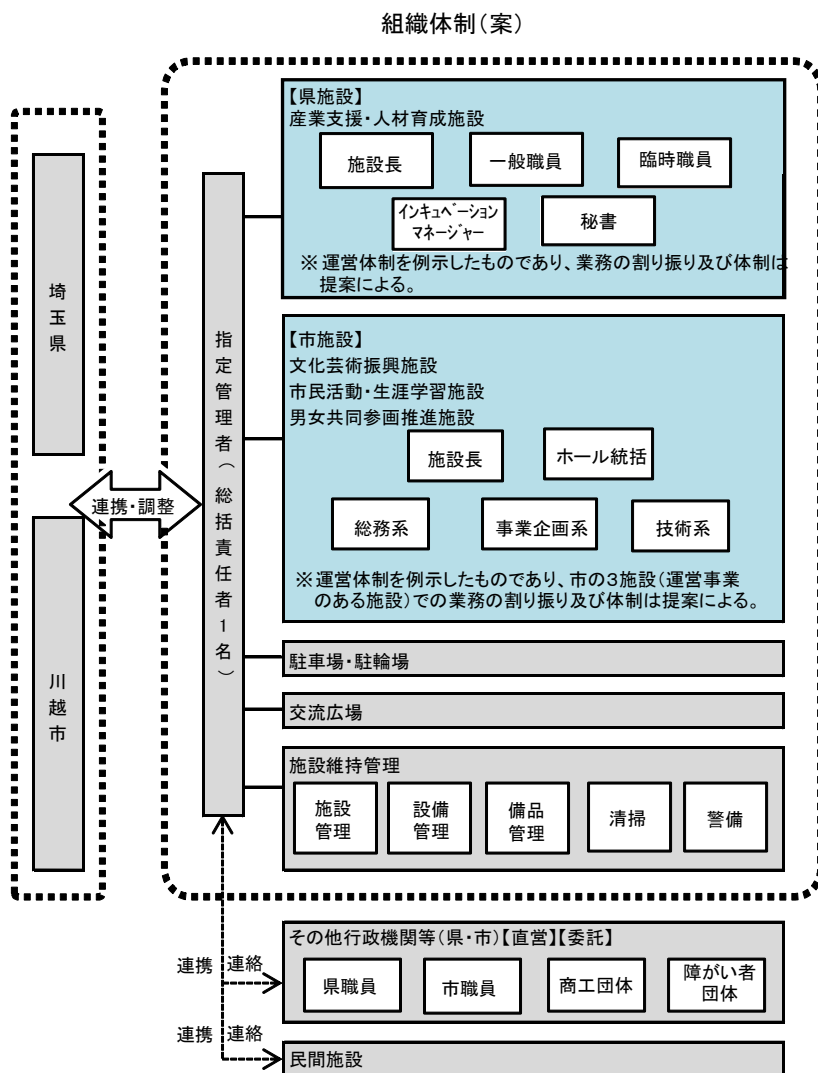 組織体制（案）
【県施設】
産業支援・人材育成施設
施設長
一般職員
臨時職員
インキュベーション
マネージャー
秘書
※運営体制を例示したものであり、業務の割り振り及び体制は
提案による。
埼玉県
川越市
連携・調整
指定管理者（総括責任者1名）
【市施設】
文化芸術振興施設
市民活動・生涯学習施設
男女共同参画推進施設
施設長
ホール統括
総務系
事業企画系
技術系
※運営体制を例示したものであり、市の3施設（運営事業
のある施設）での業務の割り振り及び体制は提案による。
駐車場・駐輪場
交流広場
施設維持管理
施設
管理
設備
管理
備品
管理
清掃
警備
その他行政機関等（県・市）【直営】【委託】
連携 連絡
県職員
市職員
商工団体
障がい者
団体
連携 連絡
民間施設